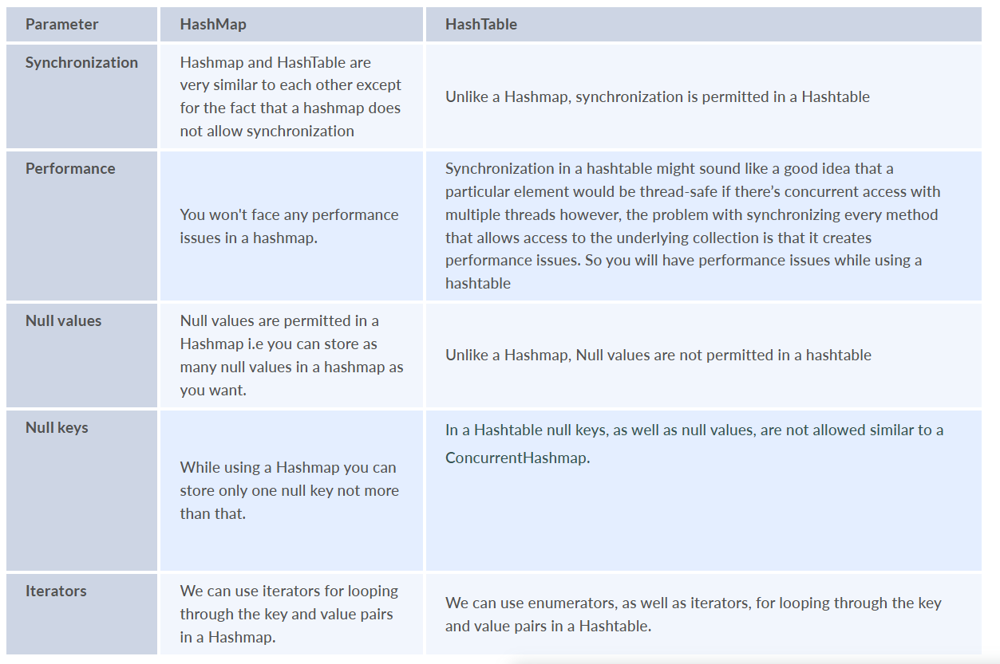 Parameter
HashMap
HashTable
Synchronization
Hashmap and HashTable are
very similar to each other except
for the fact that a hashmap does
not allow synchronization
Unlike a Hashmap, synchronization is permitted in a Hashtable
Performance
You won't face any performance
issues in a hashmap.
Synchronization in a hashtable might sound like a good idea that a
particular element would be thread-safe if there’s concurrent access with
multiple threads however, the problem with synchronizing every method
that allows access to the underlying collection is that it creates
performance issues. So you will have performance issues while using a
hashtable
Null values
Null values are permitted in a
Hashmap i.e you can store as
many null values in a hashmap as
you want.
Unlike a Hashmap, Null values are not permitted in a hashtable
Null keys
While using a Hashmap you can
store only one null key not more
than that.
In a Hashtable null keys, as well as null values, are not allowed similar to a
ConcurrentHashmap.
Iterators
We can use iterators for looping
through the key and value pairs
in a Hashmap.
We can use enumerators, as well as iterators, for looping through the key
and value pairs in a Hashtable.